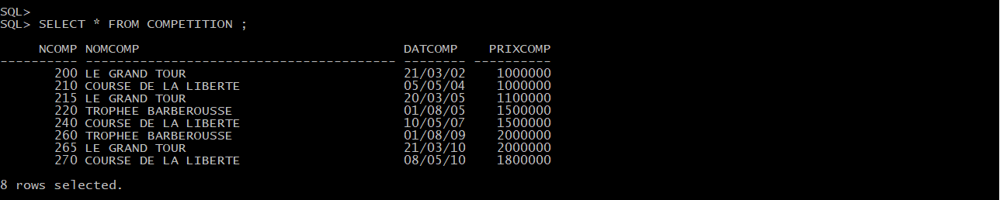 SQL>
SQL> SELECT * FROM COMPETITION ;
     NCOMP NOMCOMP                                  DATCOMP    PRIXCOMP
---------- ---------------------------------------- -------- ----------
       200 LE GRAND TOUR                            21/03/02    1000000
       210 COURSE DE LA LIBERTE                     05/05/04    1000000
       215 LE GRAND TOUR                            20/03/05    1100000
       220 TROPHEE BARBEROUSSE                      01/08/05    1500000
       240 COURSE DE LA LIBERTE                     10/05/07    1500000
       260 TROPHEE BARBEROUSSE                      01/08/09    2000000
       265 LE GRAND TOUR                            21/03/10    2000000
       270 COURSE DE LA LIBERTE                     08/05/10    1800000
8 rows selected.